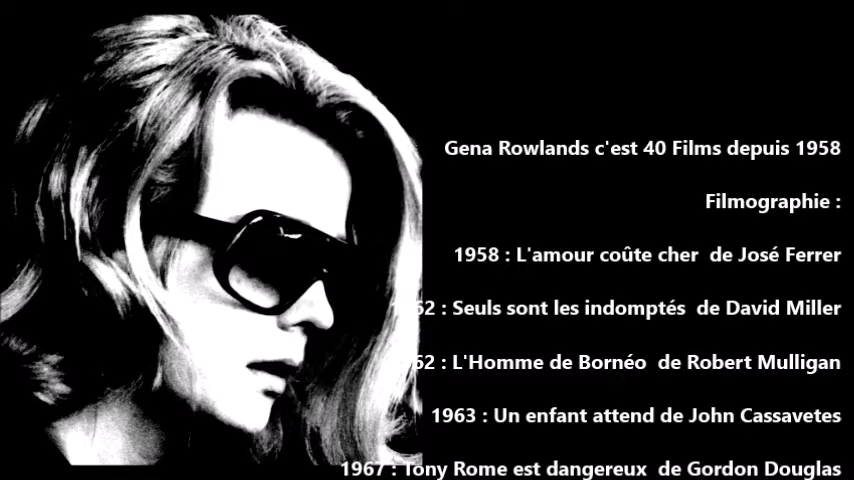 Gena Rowlands c'est 40 Films depuis 1958
Filmographie :
1958 : L'amour coûte cher de José Ferrer
1962 : Seuls sont les indomptés de David Miller
62 : L'Homme de Bornéo de Robert Mulligan
1963 : Un enfant attend de John Cassavetes
1967 : Tony Rome est dangereux de Gordon Douglas